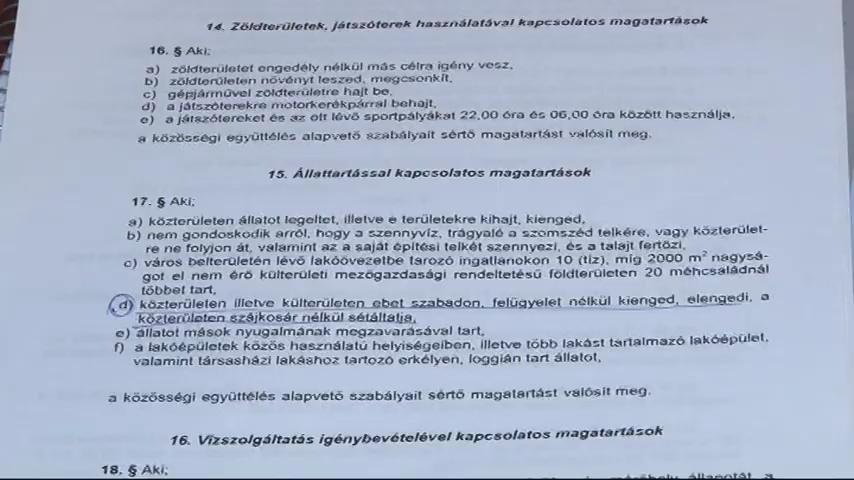 14. Zöldterületek, játszóterek használatával kapcsolatos magatartások
16. § Aki;
a) zöldterületet engedély nélkül más célra igény vesz,
b) zöldterületen növényt leszed, megcsonkít,
c) gépjárművel zöldterületre hajt be,
d) a játszóterekre motorkerékpárral behajt,
e) a játszótereket és az ott lévő sportpályákat 22,00 óra és 06,00 óra között használja,
a közösségi együttélés alapvető szabályait sértő magatartást valósít meg.
15. Állattartással kapcsolatos magatartások
17. § Aki;
a) közterületen állatot legeltet, illetve e területekre kihajt, kienged,
b) nem gondoskodik arról, hogy a szennyvíz, trágyalé a szomszéd telkére, vagy közterület-
re ne folyjon át, valamint az a saját építési telkét szennyezi, és a talajt fertőzi,
c) város belterületén lévő lakóövezetbe tarozó ingatlanokon 10 (tíz), míg 2000 m² nagysá-
got el nem érő külterületi mezőgazdasági rendeltetésű földterületen 20 méhcsaládnál
többet tart,
d) közterületen illetve külterületen ebet szabadon, felügyelet nélkül kienged, elengedi, a
közterületen szájkosár nélkül sétáltatja,
e) állatot mások nyugalmának megzavarásával tart,
f) a lakóépületek közös használatú helyiségeiben, illetve több lakást tartalmazó lakóépület,
valamint társasházi lakáshoz tartozó erkélyen, loggián tart állatot,
a közösségi együttélés alapvető szabályait sértő magatartást valósít meg.
16. Vízszolgáltatás igénybevételével kapcsolatos magatartások
18. § Aki;